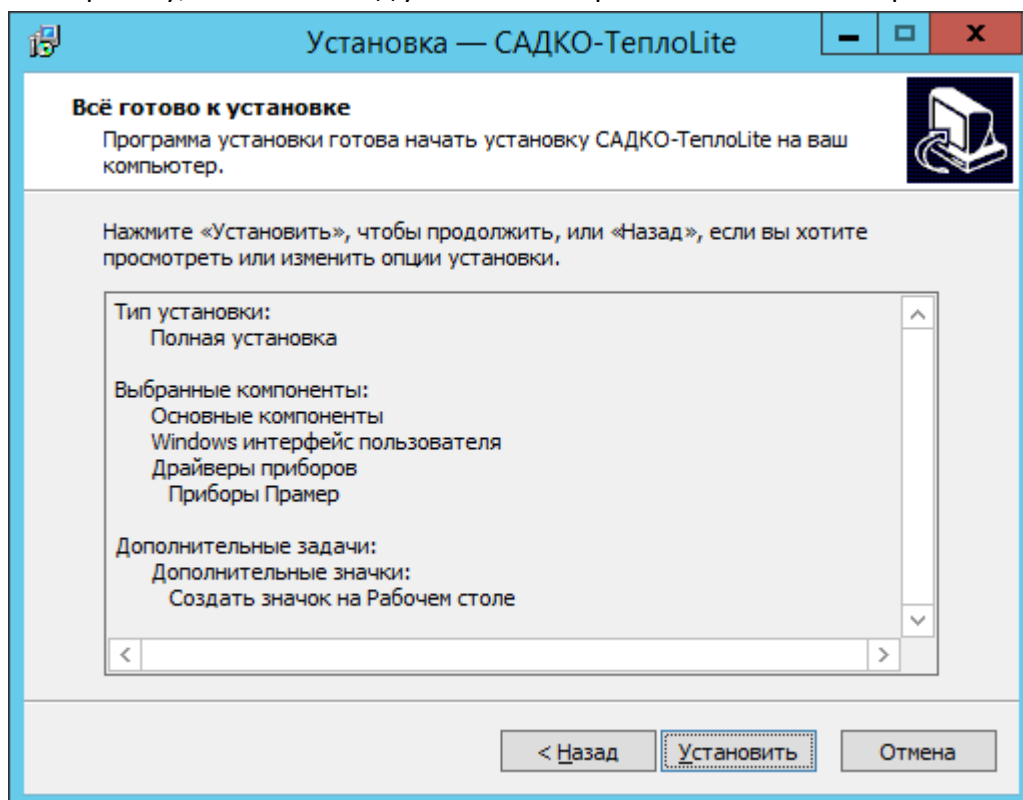 Установка — САДКО-ТеплоLite
Всё готово к установке
Программа установки готова начать установку САДКО-ТеплоLite на ваш
компьютер.
Нажмите «Установить», чтобы продолжить, или «Назад», если вы хотите
просмотреть или изменить опции установки.
Тип установки:
Полная установка
Выбранные компоненты:
Основные компоненты
Windows интерфейс пользователя
Драйверы приборов
Приборы Прамер
Дополнительные задачи:
Дополнительные значки:
Создать значок на Рабочем столе
< Назад
Установить
Отмена